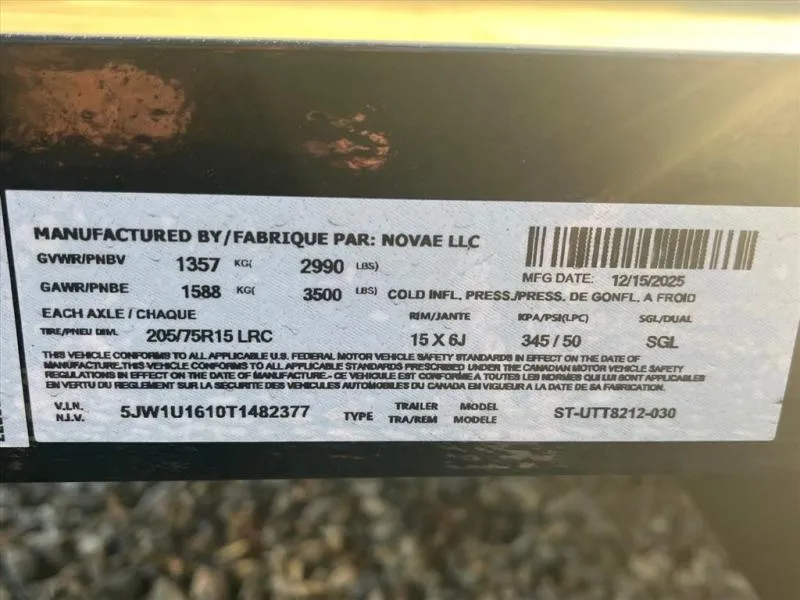 MANUFACTURED BY/FABRIQUE PAR: NOVAE LLC
GVWR/PNBV 1357 KG( 2990 LBS)
MFG DATE: 12/15/2025
GAWR/PNBE 1588 KG( 3500 LBS) COLD INFL. PRESS./PRESS. DE GONFL. A FROID
EACH AXLE / CHAQUE RIM/JANTE KPA/PSI(LPC) SGL/DUAL
TIRE/PNEU DIM. 205/75R15 LRC 15 X 6J 345 / 50 SGL
THIS VEHICLE CONFORMS TO ALL APPLICABLE U.S. FEDERAL MOTOR VEHICLE SAFETY STANDARDS IN EFFECT ON THE DATE OF
MANUFACTURE. THIS VEHICLE CONFORMS TO ALL APPLICABLE STANDARDS PRESCRIBED UNDER THE CANADIAN MOTOR VEHICLE SAFETY
REGULATIONS IN EFFECT ON THE DATE OF MANUFACTURE. - CE VEHICULE EST CONFORME A TOUTES LES NORMES QUI LUI SONT APPLICABLES
EN VERTU DU REGLEMENT SUR LA SECURITE DES VEHICULES AUTOMOBILES DU CANADA EN VIGUEUR A LA DATE DE SA FABRICATION.
V.I.N. 5JW1U1610T1482377 TYPE TRAILER MODEL ST-UTT8212-030
N.I.V. TRA/REM MODÈLE